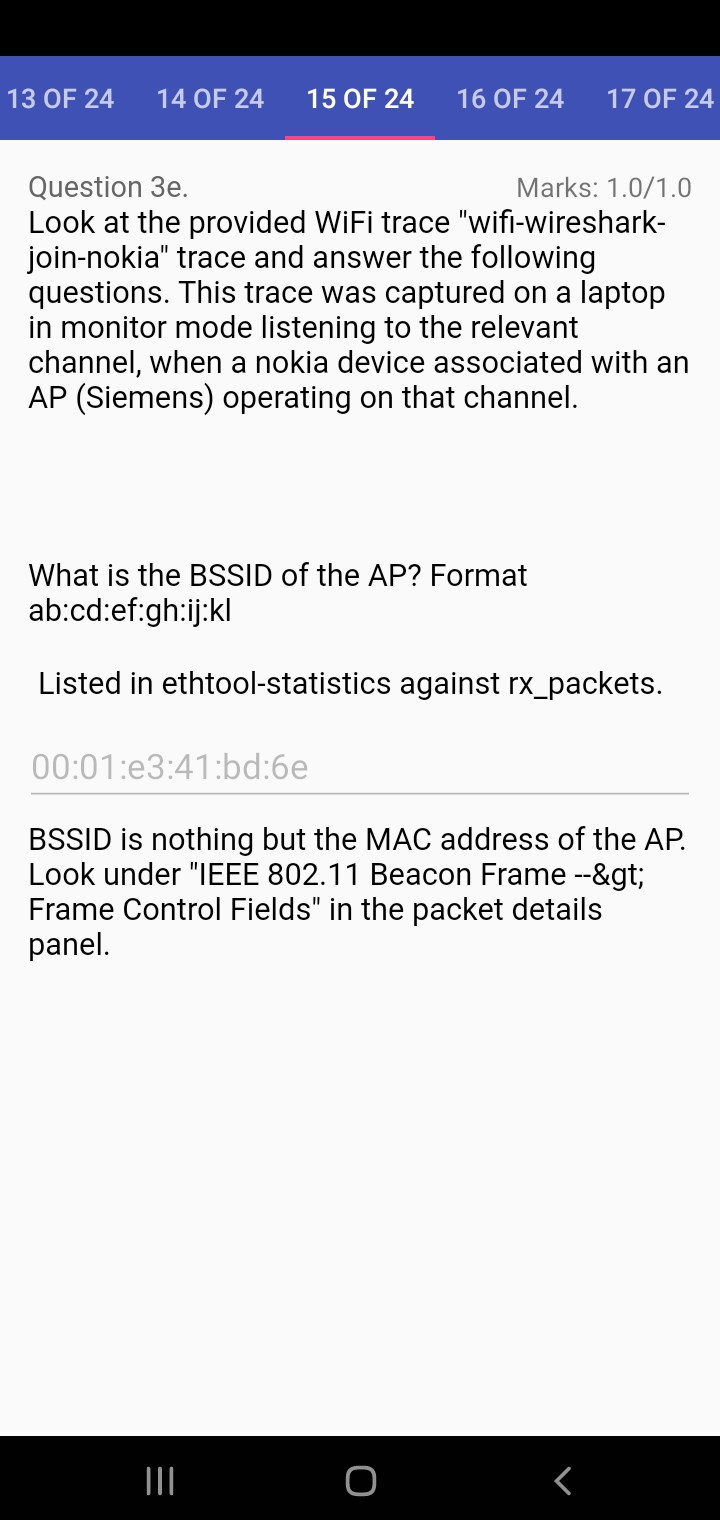 13 OF 24 14 OF 24 15 OF 24 16 OF 24 17 OF 24
Question 3e. Marks: 1.0/1.0
Look at the provided WiFi trace "wifi-wireshark-
join-nokia" trace and answer the following
questions. This trace was captured on a laptop
in monitor mode listening to the relevant
channel, when a nokia device associated with an
AP (Siemens) operating on that channel.
What is the BSSID of the AP? Format
ab:cd:ef:gh:ij:kl
Listed in ethtool-statistics against rx_packets.
00:01:e3:41:bd:6e
BSSID is nothing but the MAC address of the AP.
Look under "IEEE 802.11 Beacon Frame --&gt;
Frame Control Fields" in the packet details
panel.